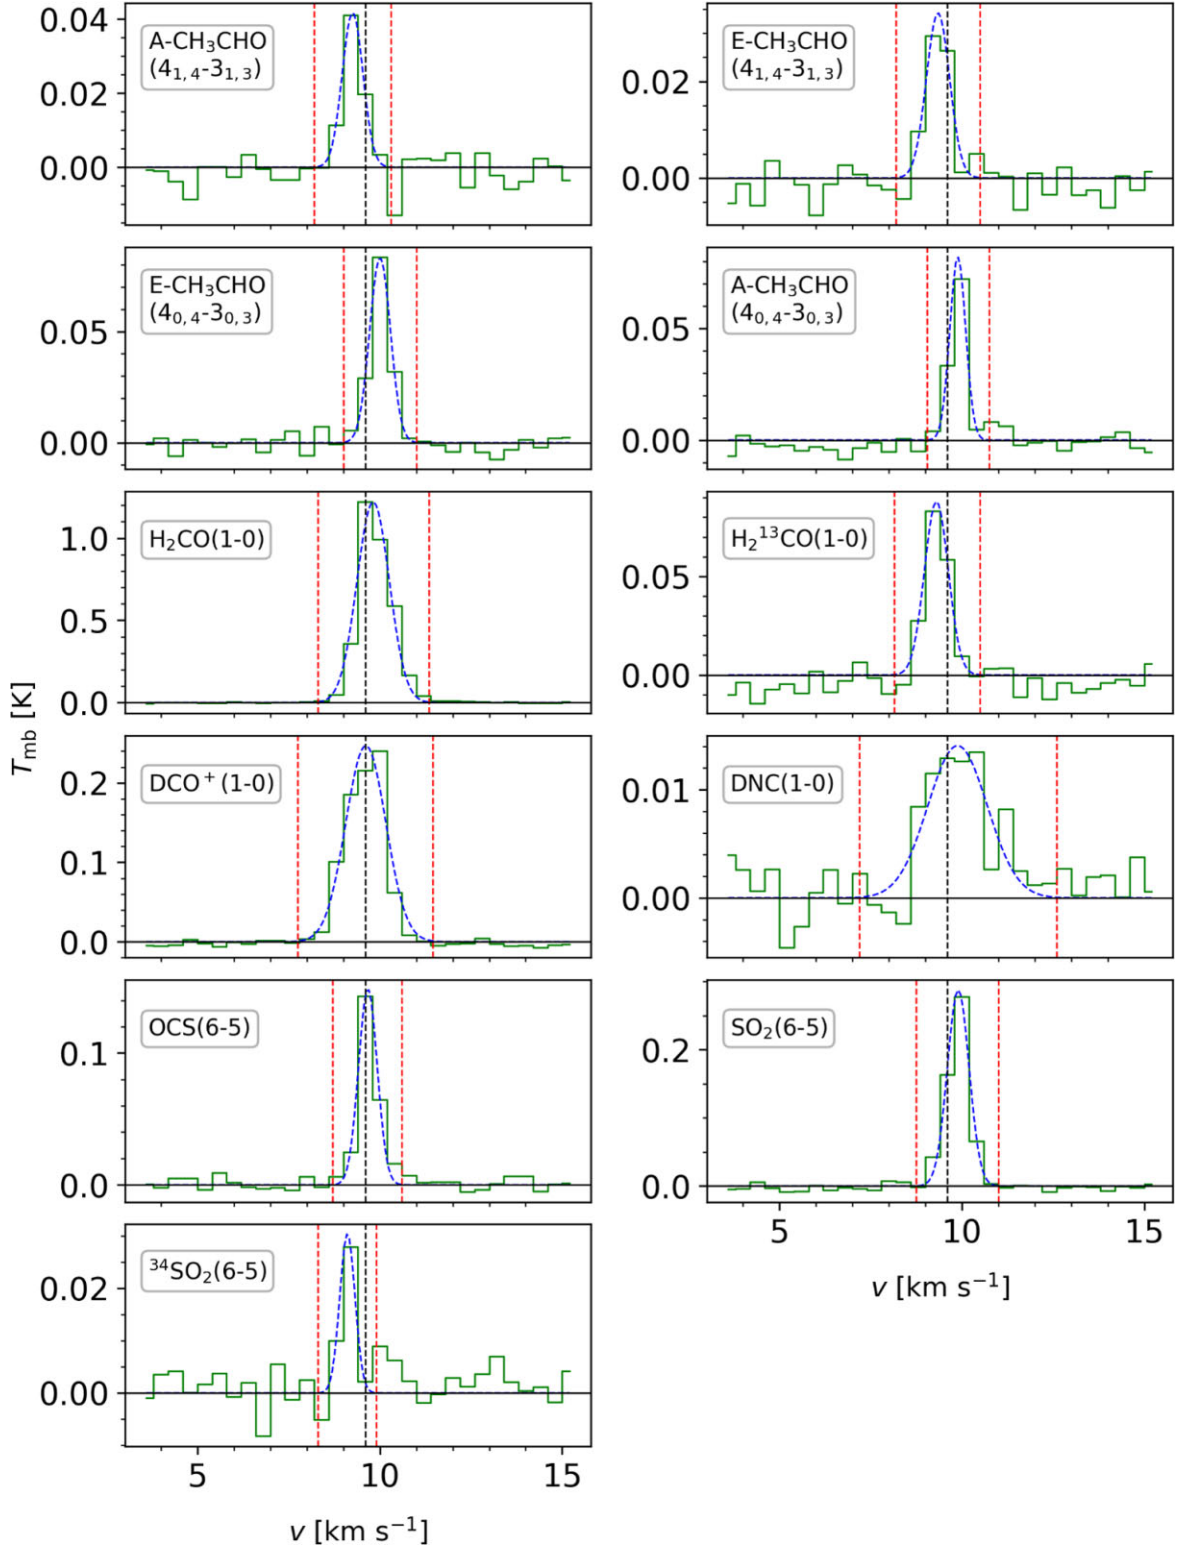 0.04
0.02
0.00
A-CH₃CHO
(4₁,₄-3₁,₃)
0.02
0.00
E-CH₃CHO
(4₁,₄-3₁,₃)
0.05
0.00
E-CH₃CHO
(4₀,₄-3₀,₃)
0.05
0.00
A-CH₃CHO
(4₀,₄-3₀,₃)
1.0
0.5
0.0
H₂CO(1-0)
0.05
0.00
H₂¹³CO(1-0)
T_mb [K]
0.2
0.1
0.0
DCO⁺(1-0)
0.01
0.00
DNC(1-0)
0.1
0.0
OCS(6-5)
0.2
0.0
SO₂(6-5)
5 10 15
v [km s⁻¹]
0.02
0.00
³⁴SO₂(6-5)
5 10 15
v [km s⁻¹]